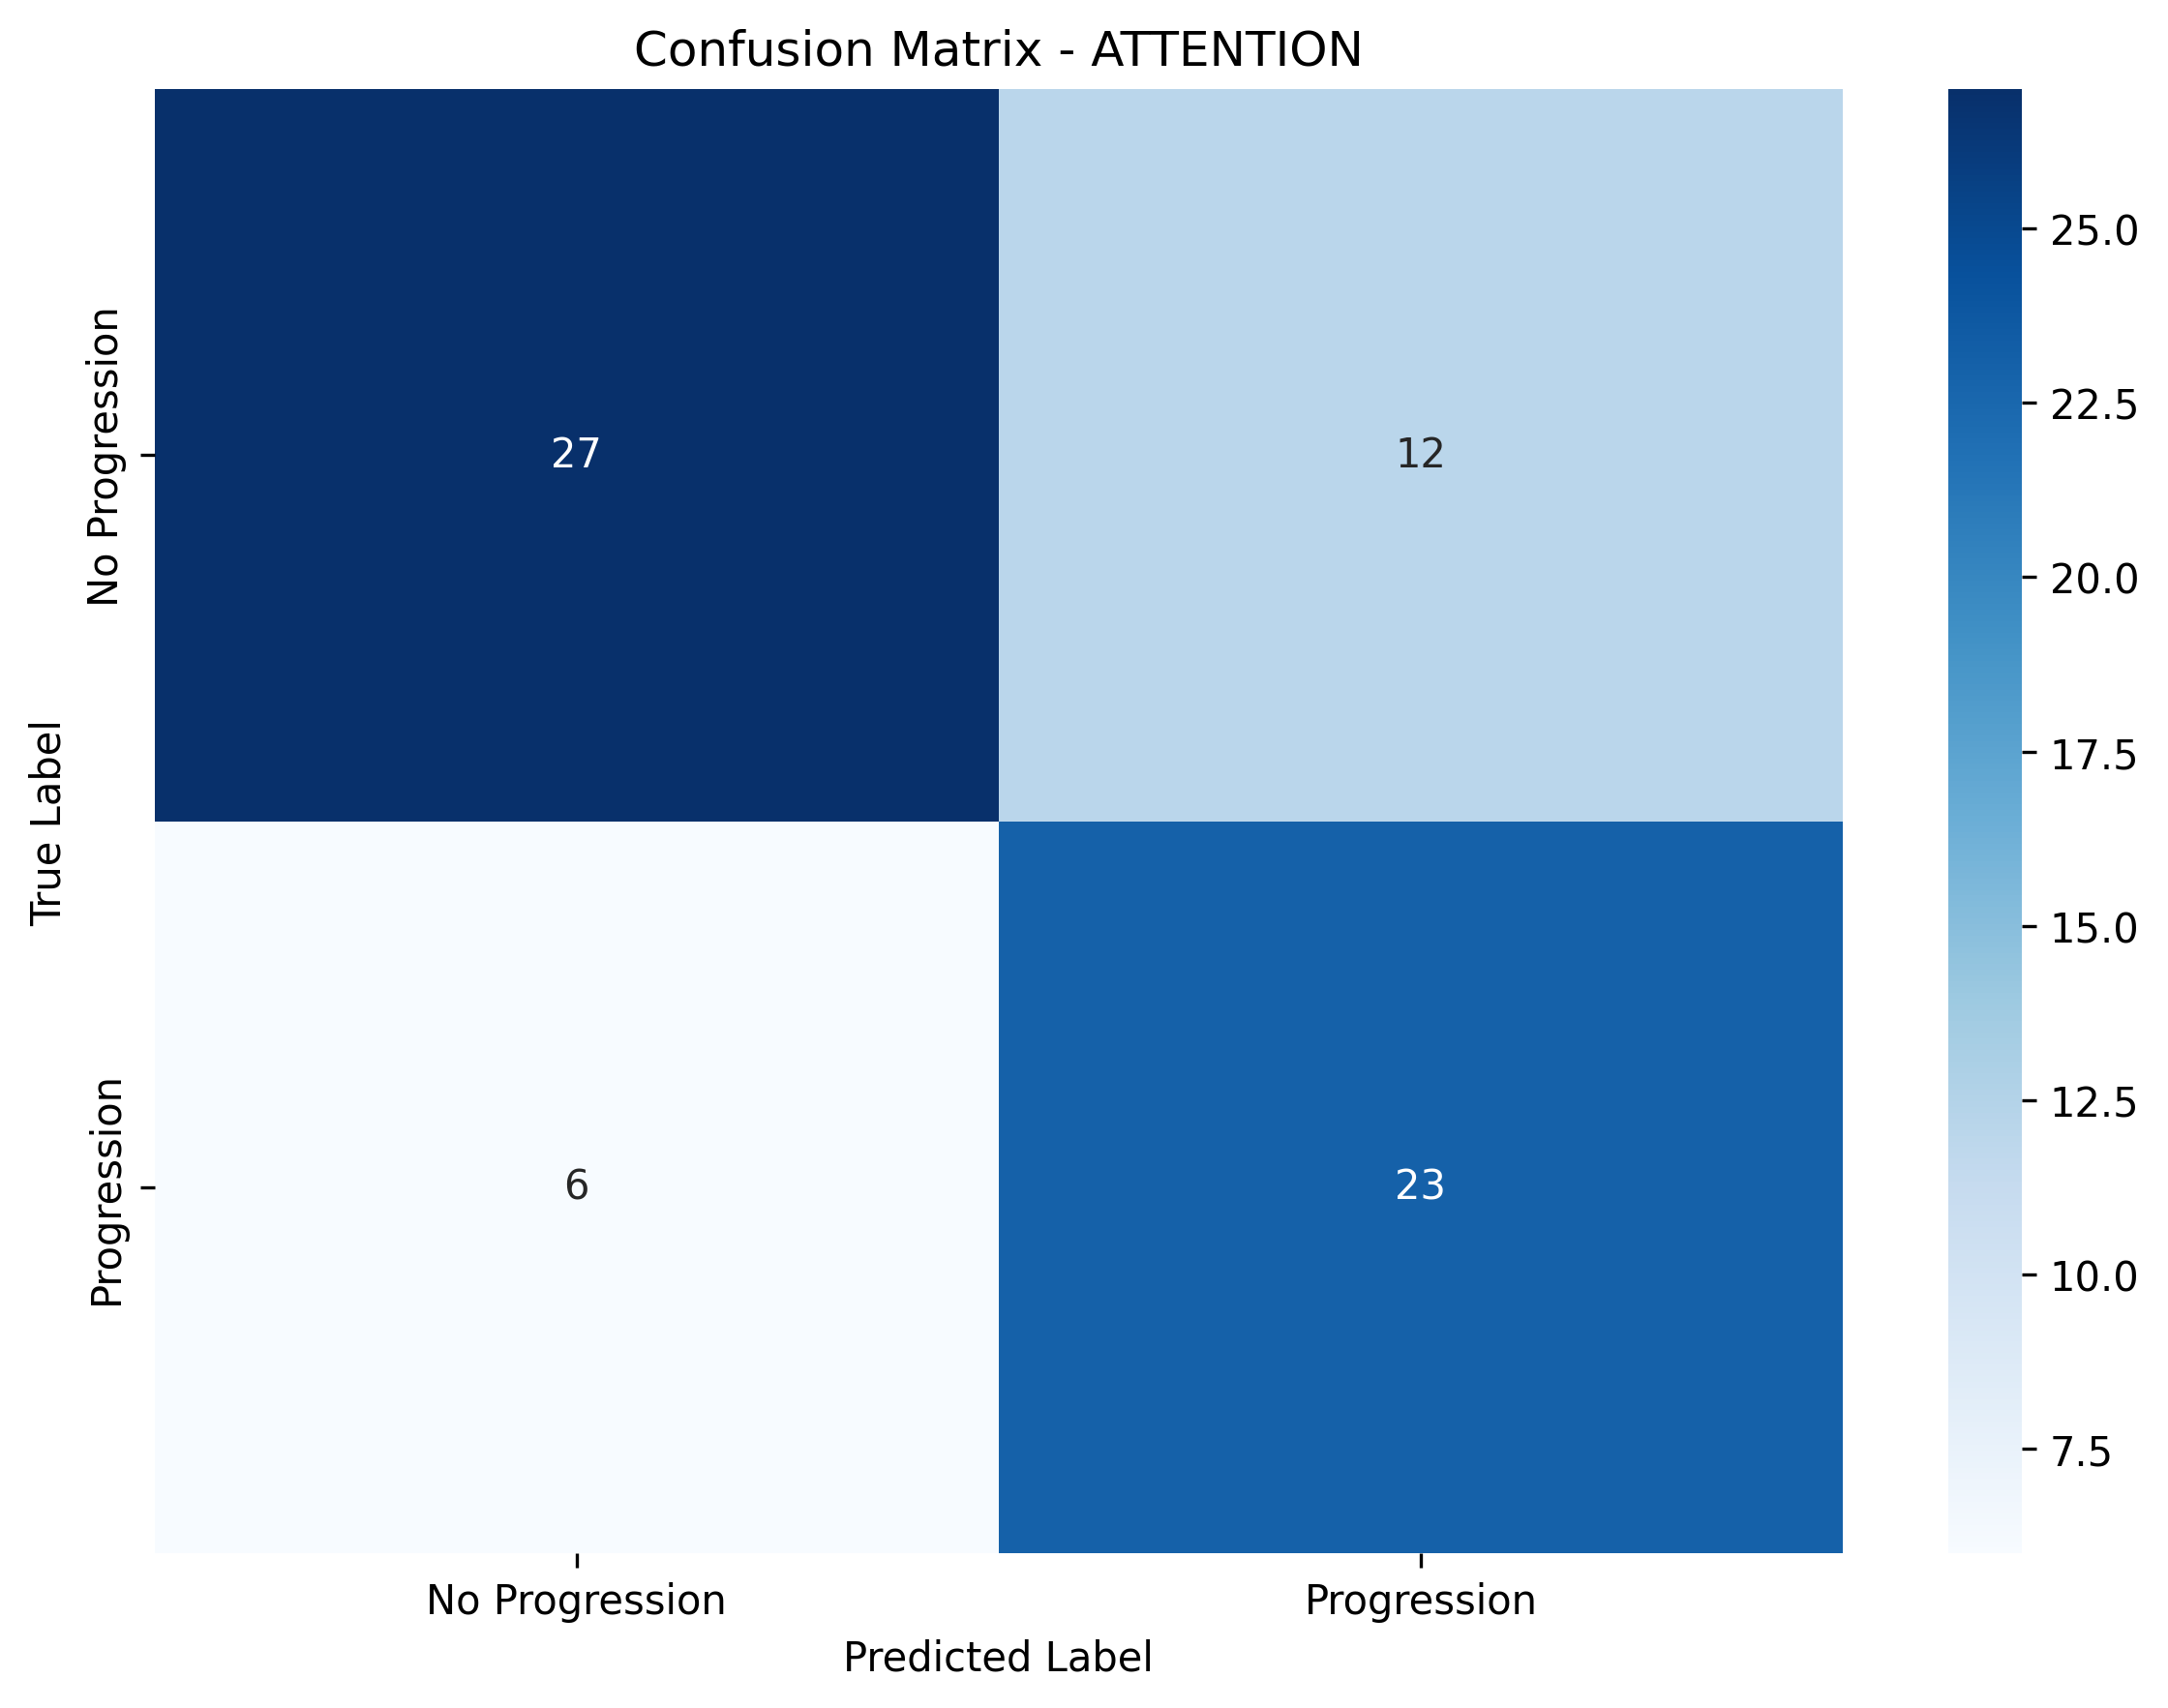 Confusion Matrix - ATTENTION
True Label
No Progression
Progression
27
12
6
23
No Progression
Progression
Predicted Label
25.0
22.5
20.0
17.5
15.0
12.5
10.0
7.5